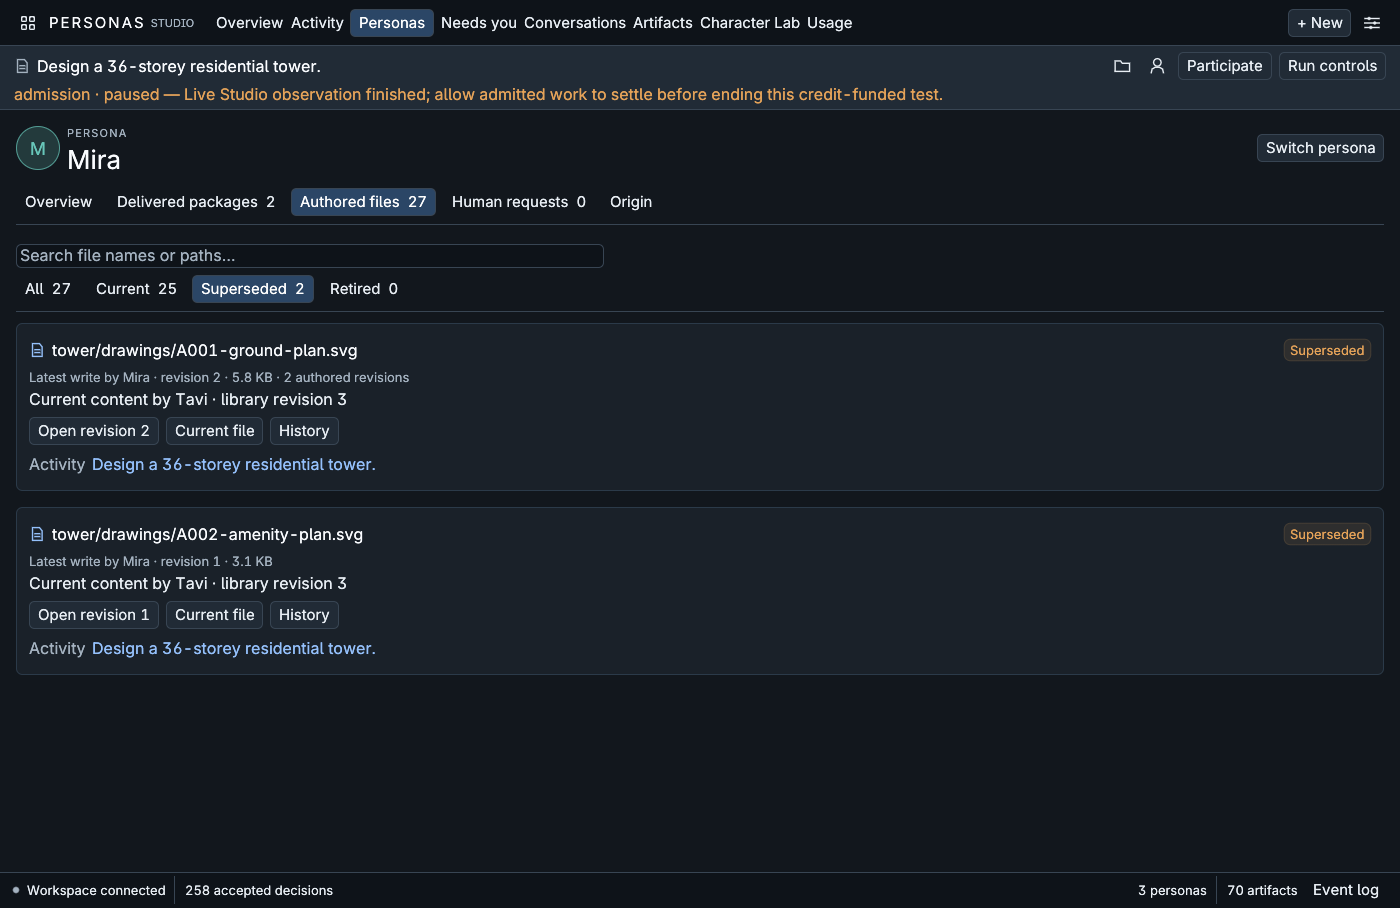 PERSONAS STUDIO Overview Activity Personas Needs you Conversations Artifacts Character Lab Usage + New
Design a 36-storey residential tower. Participate Run controls
admission · paused — Live Studio observation finished; allow admitted work to settle before ending this credit-funded test.
M
PERSONA
Mira
Switch persona
Overview Delivered packages 2 Authored files 27 Human requests 0 Origin
Search file names or paths...
All 27 Current 25 Superseded 2 Retired 0
tower/drawings/A001-ground-plan.svg Superseded
Latest write by Mira · revision 2 · 5.8 KB · 2 authored revisions
Current content by Tavi · library revision 3
Open revision 2 Current file History
Activity Design a 36-storey residential tower.
tower/drawings/A002-amenity-plan.svg Superseded
Latest write by Mira · revision 1 · 3.1 KB
Current content by Tavi · library revision 3
Open revision 1 Current file History
Activity Design a 36-storey residential tower.
Workspace connected 258 accepted decisions 3 personas 70 artifacts Event log